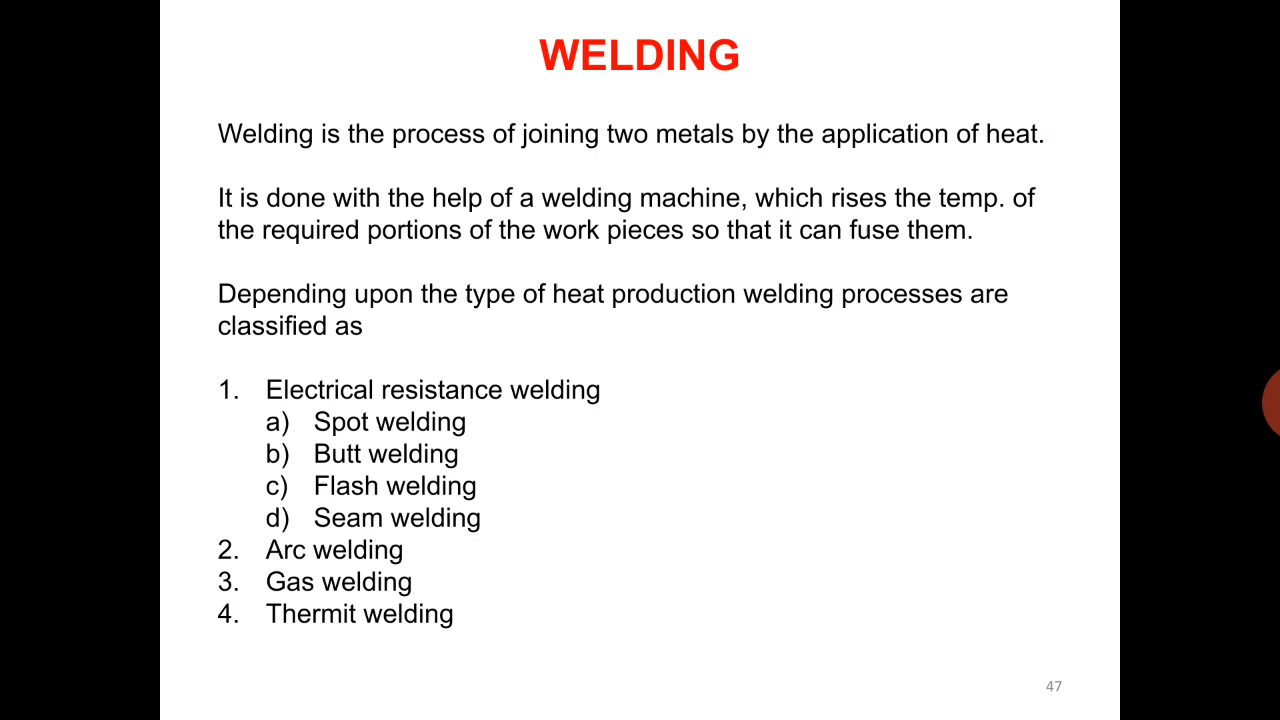 WELDING
Welding is the process of joining two metals by the application of heat.
It is done with the help of a welding machine, which rises the temp. of
the required portions of the work pieces so that it can fuse them.
Depending upon the type of heat production welding processes are
classified as
1. Electrical resistance welding
a) Spot welding
b) Butt welding
c) Flash welding
d) Seam welding
2. Arc welding
3. Gas welding
4. Thermit welding
47